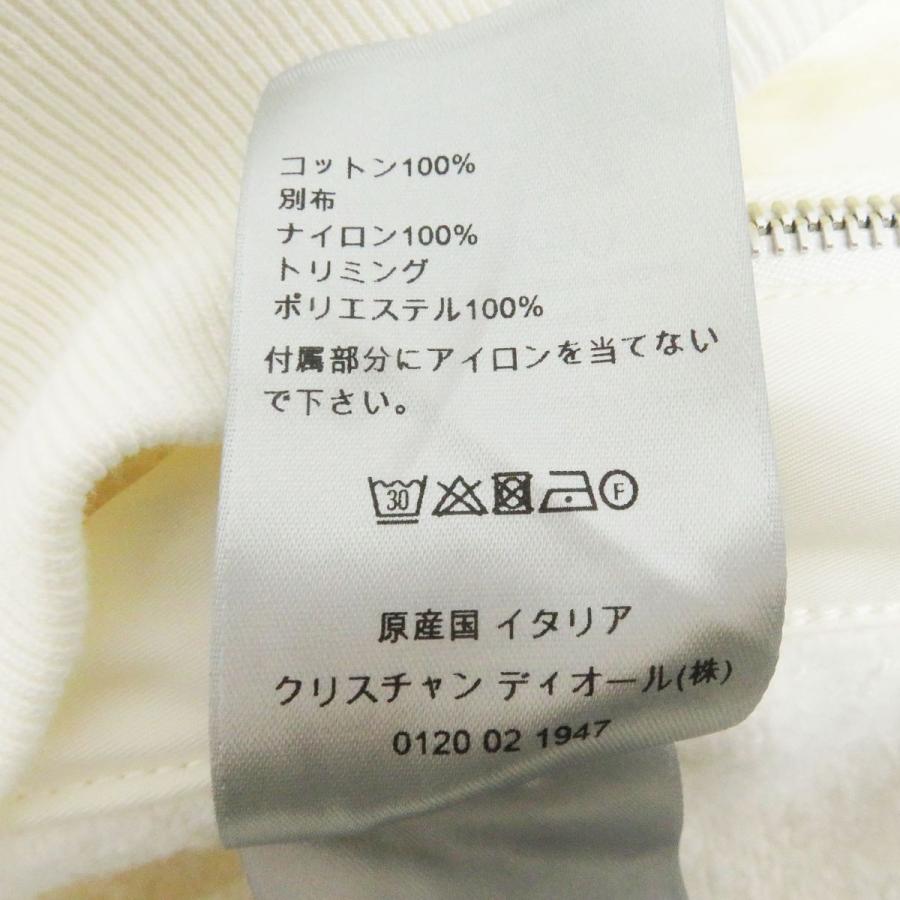 コットン100%
別布
ナイロン100%
トリミング
ポリエステル100%
付属部分にアイロンを当てない
で下さい。
30 F
原産国 イタリア
クリスチャン ディオール(株)
0120 02 1947